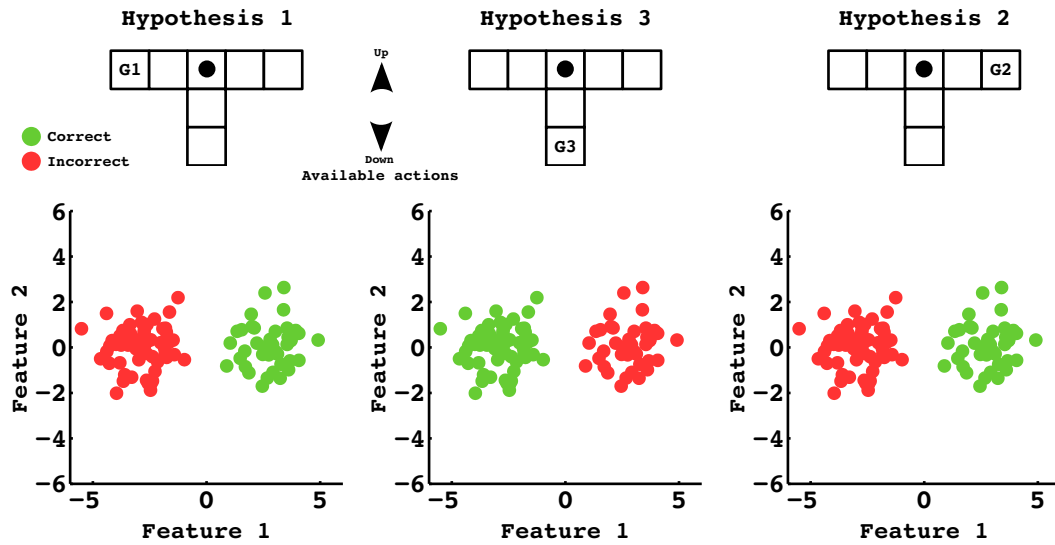 Hypothesis 1
Hypothesis 3
Hypothesis 2
G1
Up
G2
Correct
Incorrect
G3
Down
Available actions
6
4
2
0
−2
−4
−6
−5
0
5
Feature 1
Feature 2
6
4
2
0
−2
−4
−6
−5
0
5
Feature 1
Feature 2
6
4
2
0
−2
−4
−6
−5
0
5
Feature 1
Feature 2